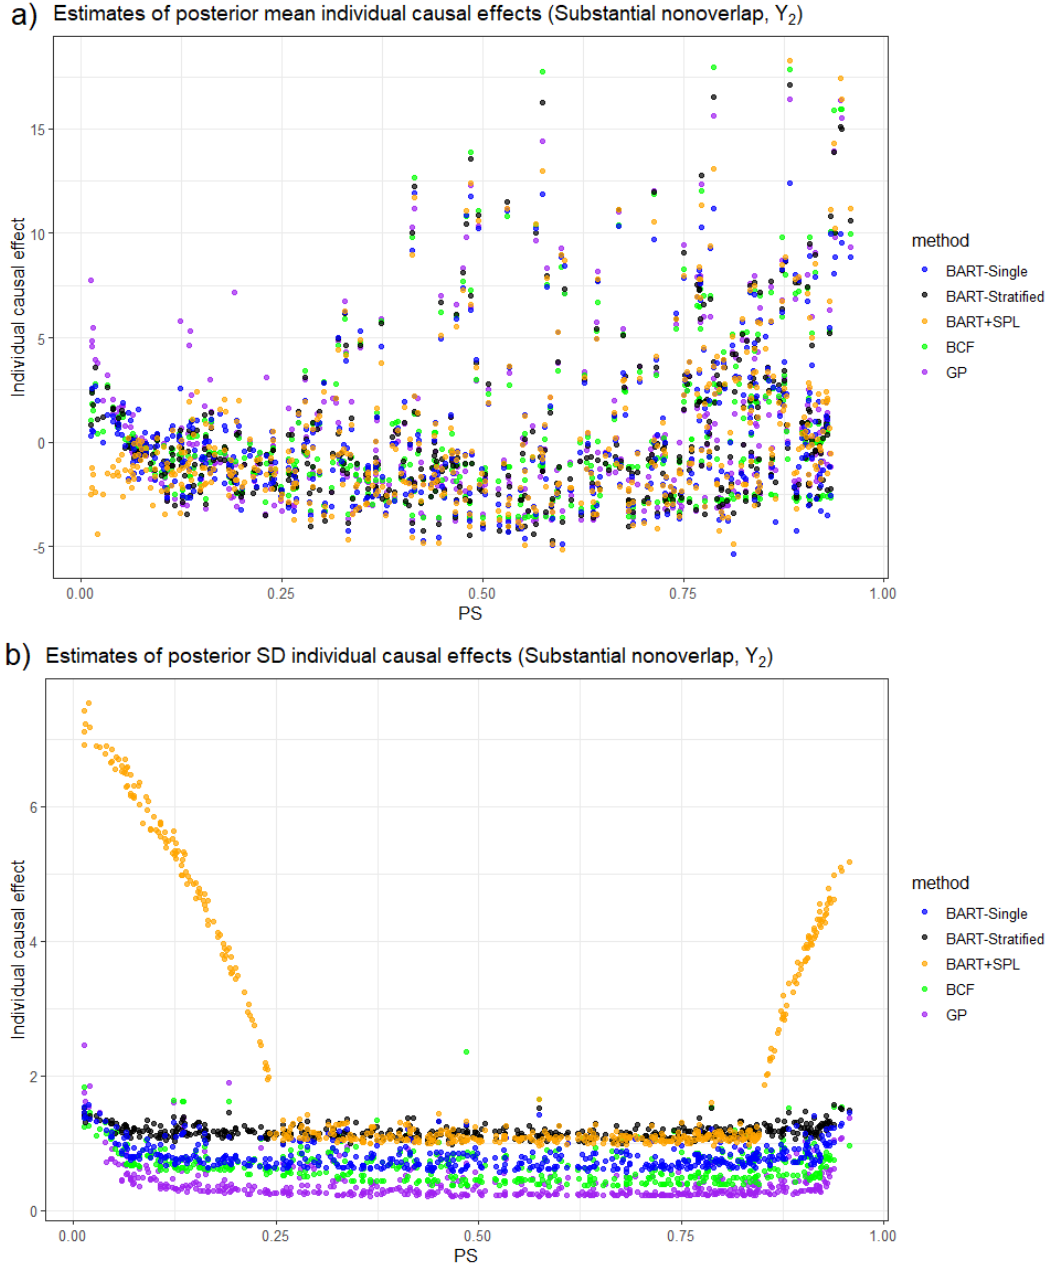 a) Estimates of posterior mean individual causal effects (Substantial nonoverlap, Y₂)
Individual causal effect
15
10
5
0
-5
0.00 0.25 0.50 0.75 1.00
PS
method
BART-Single
BART-Stratified
BART+SPL
BCF
GP
b) Estimates of posterior SD individual causal effects (Substantial nonoverlap, Y₂)
Individual causal effect
6
4
2
0
0.00 0.25 0.50 0.75 1.00
PS
method
BART-Single
BART-Stratified
BART+SPL
BCF
GP